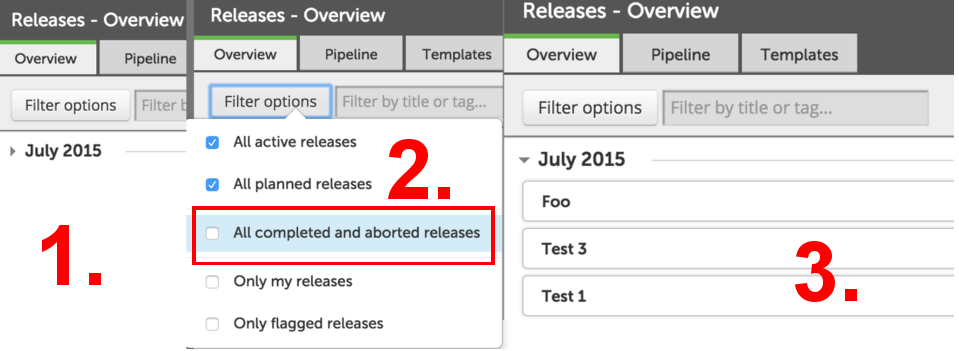 Releases - Overview
Overview
Pipeline
Filter options
Filter b
July 2015
1.
Releases - Overview
Overview
Pipeline
Templates
Filter options
Filter by title or tag...
All active releases
All planned releases
All completed and aborted releases
Only my releases
Only flagged releases
2.
Releases - Overview
Overview
Pipeline
Templates
Filter options
Filter by title or tag...
July 2015
Foo
Test 3
Test 1
3.